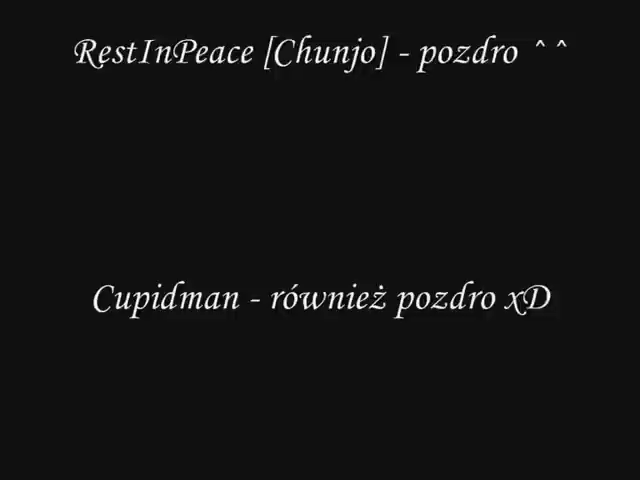 RestInPeace [Chunjo] - pozdro ^^
Cupidman - również pozdro xD